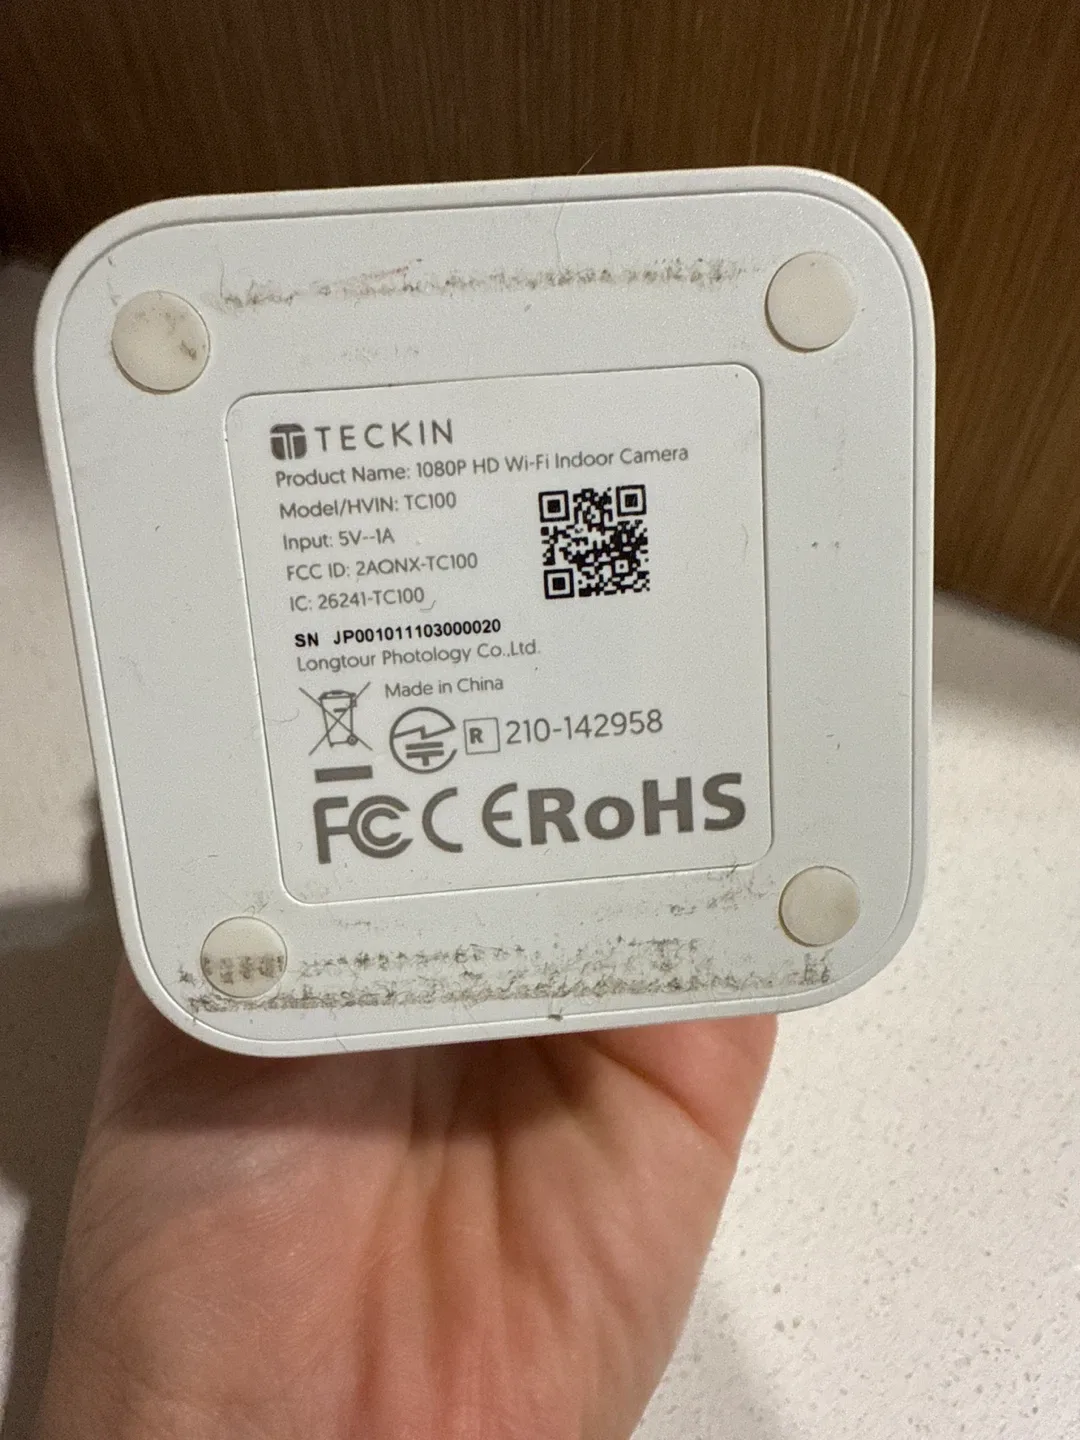 TECKIN
Product Name: 1080P HD Wi-Fi Indoor Camera
Model/HVIN: TC100
Input: 5V--1A
FCC ID: 2AQNX-TC100
IC: 26241-TC100
SN JP001011103000020
Longtour Photology Co.,Ltd.
Made in China
R 210-142958
FCC CE RoHS